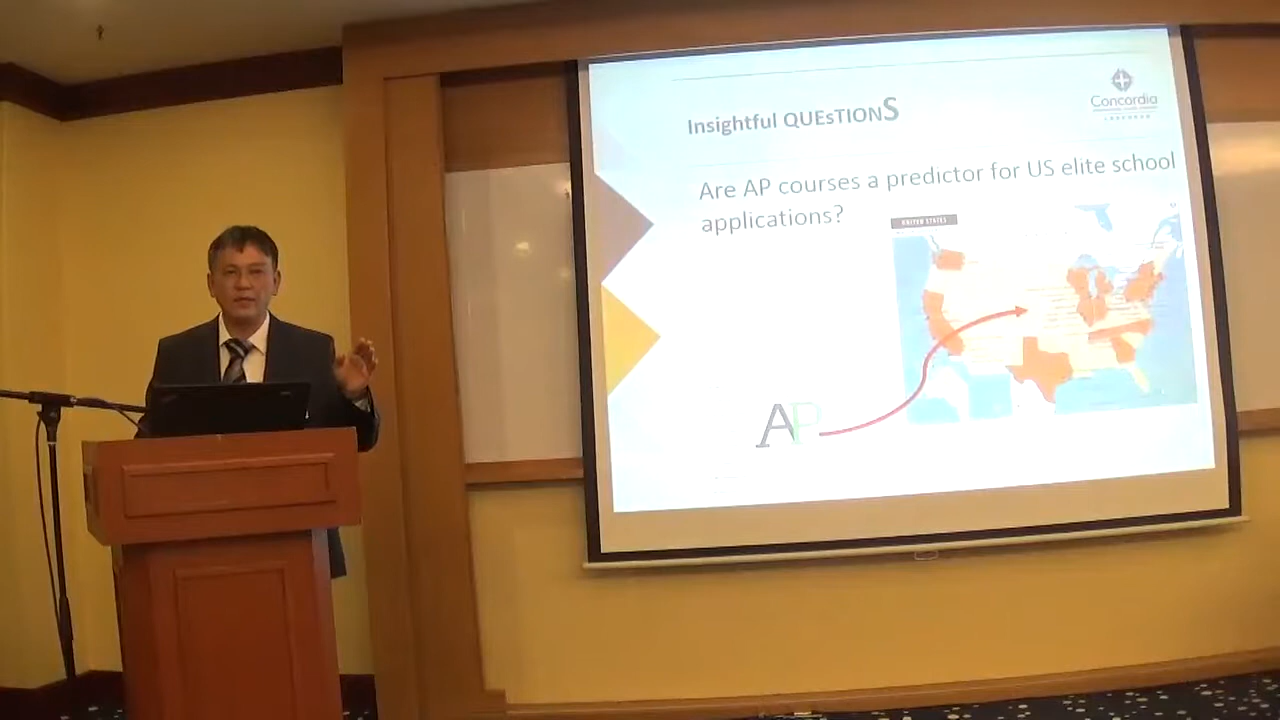 Insightful QUEsTIONS
Concordia
Are AP courses a predictor for US elite school
applications?
UNITED STATES
AP